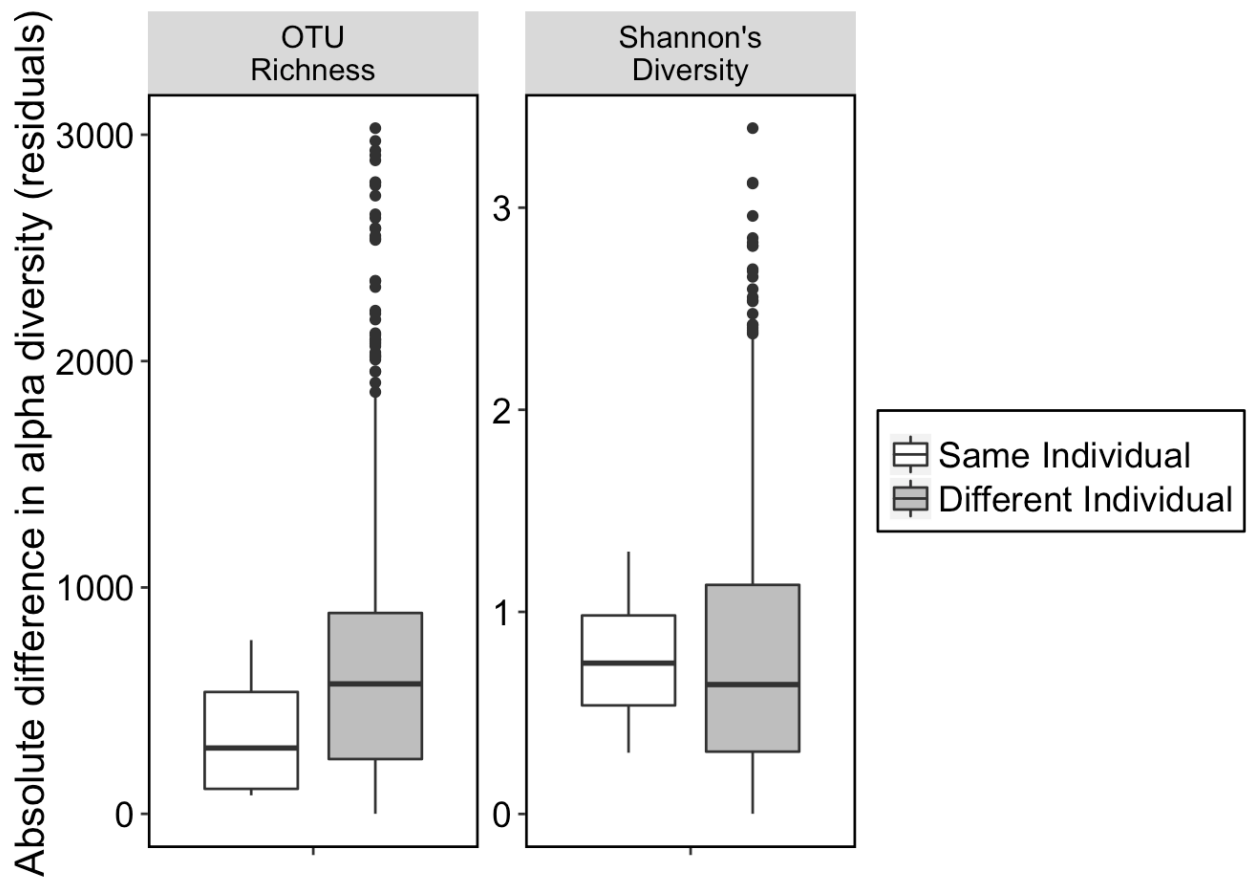 Absolute difference in alpha diversity (residuals)
OTU
Richness
3000
2000
1000
0
Shannon's
Diversity
3
2
1
0
Same Individual
Different Individual